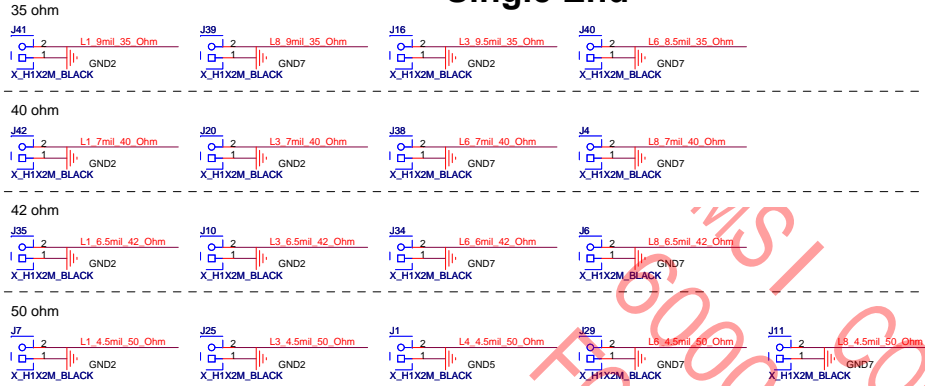 Single End
35 ohm
J41 J39 J16 J40
2 L1_9mil_35_Ohm 2 L8_9mil_35_Ohm 2 L3_9.5mil_35_Ohm 2 L6_8.5mil_35_Ohm
1 GND2 1 GND7 1 GND2 1 GND7
X_H1X2M_BLACK X_H1X2M_BLACK X_H1X2M_BLACK X_H1X2M_BLACK
40 ohm
J42 J20 J38 J4
2 L1_7mil_40_Ohm 2 L3_7mil_40_Ohm 2 L6_7mil_40_Ohm 2 L8_7mil_40_Ohm
1 GND2 1 GND2 1 GND7 1 GND7
X_H1X2M_BLACK X_H1X2M_BLACK X_H1X2M_BLACK X_H1X2M_BLACK
42 ohm
J35 J10 J34 J6
2 L1_6.5mil_42_Ohm 2 L3_6.5mil_42_Ohm 2 L6_6mil_42_Ohm 2 L8_6.5mil_42_Ohm
1 GND2 1 GND2 1 GND7 1 GND7
X_H1X2M_BLACK X_H1X2M_BLACK X_H1X2M_BLACK X_H1X2M_BLACK
MSI
50 ohm
J7 J25 J1 J29 J11
2 L1_4.5mil_50_Ohm 2 L3_4.5mil_50_Ohm 2 L4_4.5mil_50_Ohm 2 L6_4.5mil_50_Ohm 2 L8_4.5mil_50_Ohm
1 GND2 1 GND2 1 GND5 1 GND7 1 GND7
X_H1X2M_BLACK X_H1X2M_BLACK X_H1X2M_BLACK X_H1X2M_BLACK X_H1X2M_BLACK